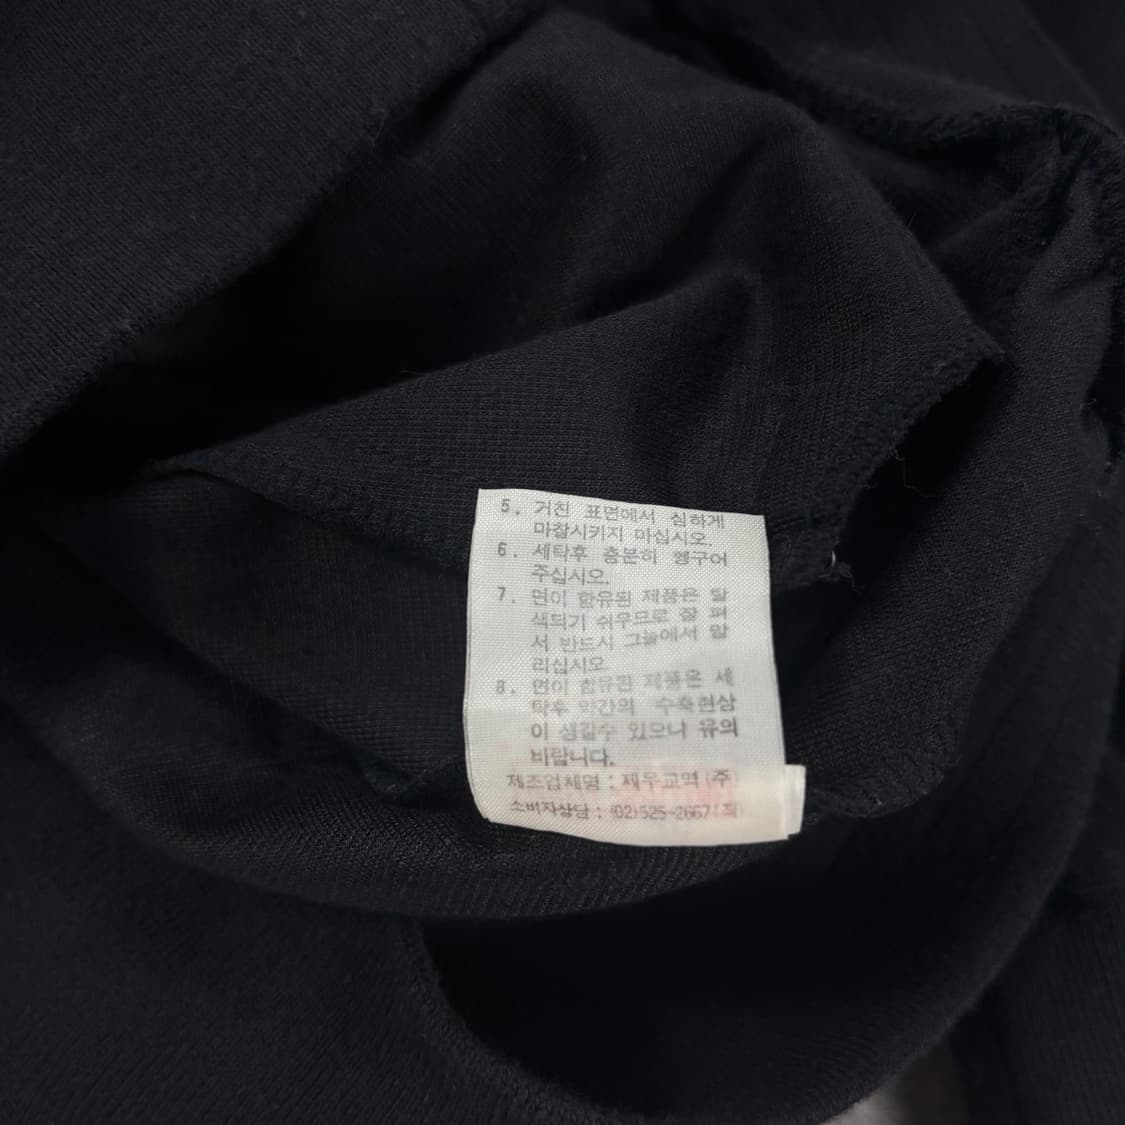 5. 거친 표면에서 심하게
마찰시키지 마십시오.
6. 세탁후 충분히 헹구어
주십시오.
7. 면이 함유된 제품은 탈
색되기 쉬우므로 잘 펴
서 반드시 그늘에서 말
리십시오
8. 면이 함유된 제품은 세
탁후 약간의 수축현상
이 생길수 있으나 유의
바랍니다.
제조업체명 : 제우교역(주)
소비자상담 : (02)525-2667(직)